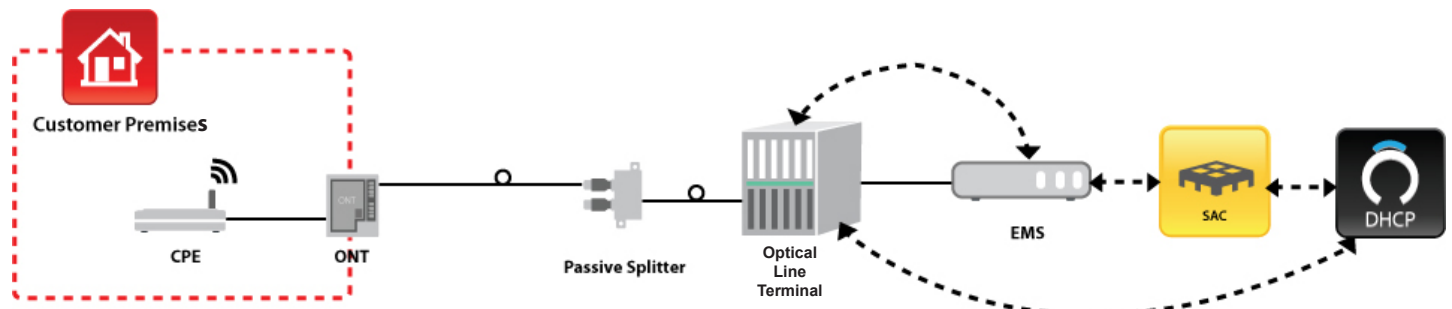 Customer Premises
CPE
ONT
ONT
Passive Splitter
Optical
Line
Terminal
EMS
SAC
DHCP